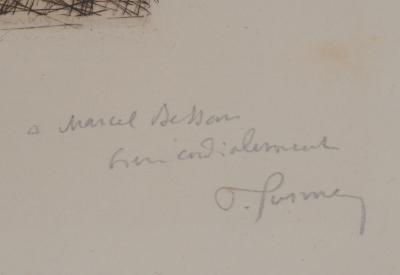 a Marcel Besson
bien cordialement